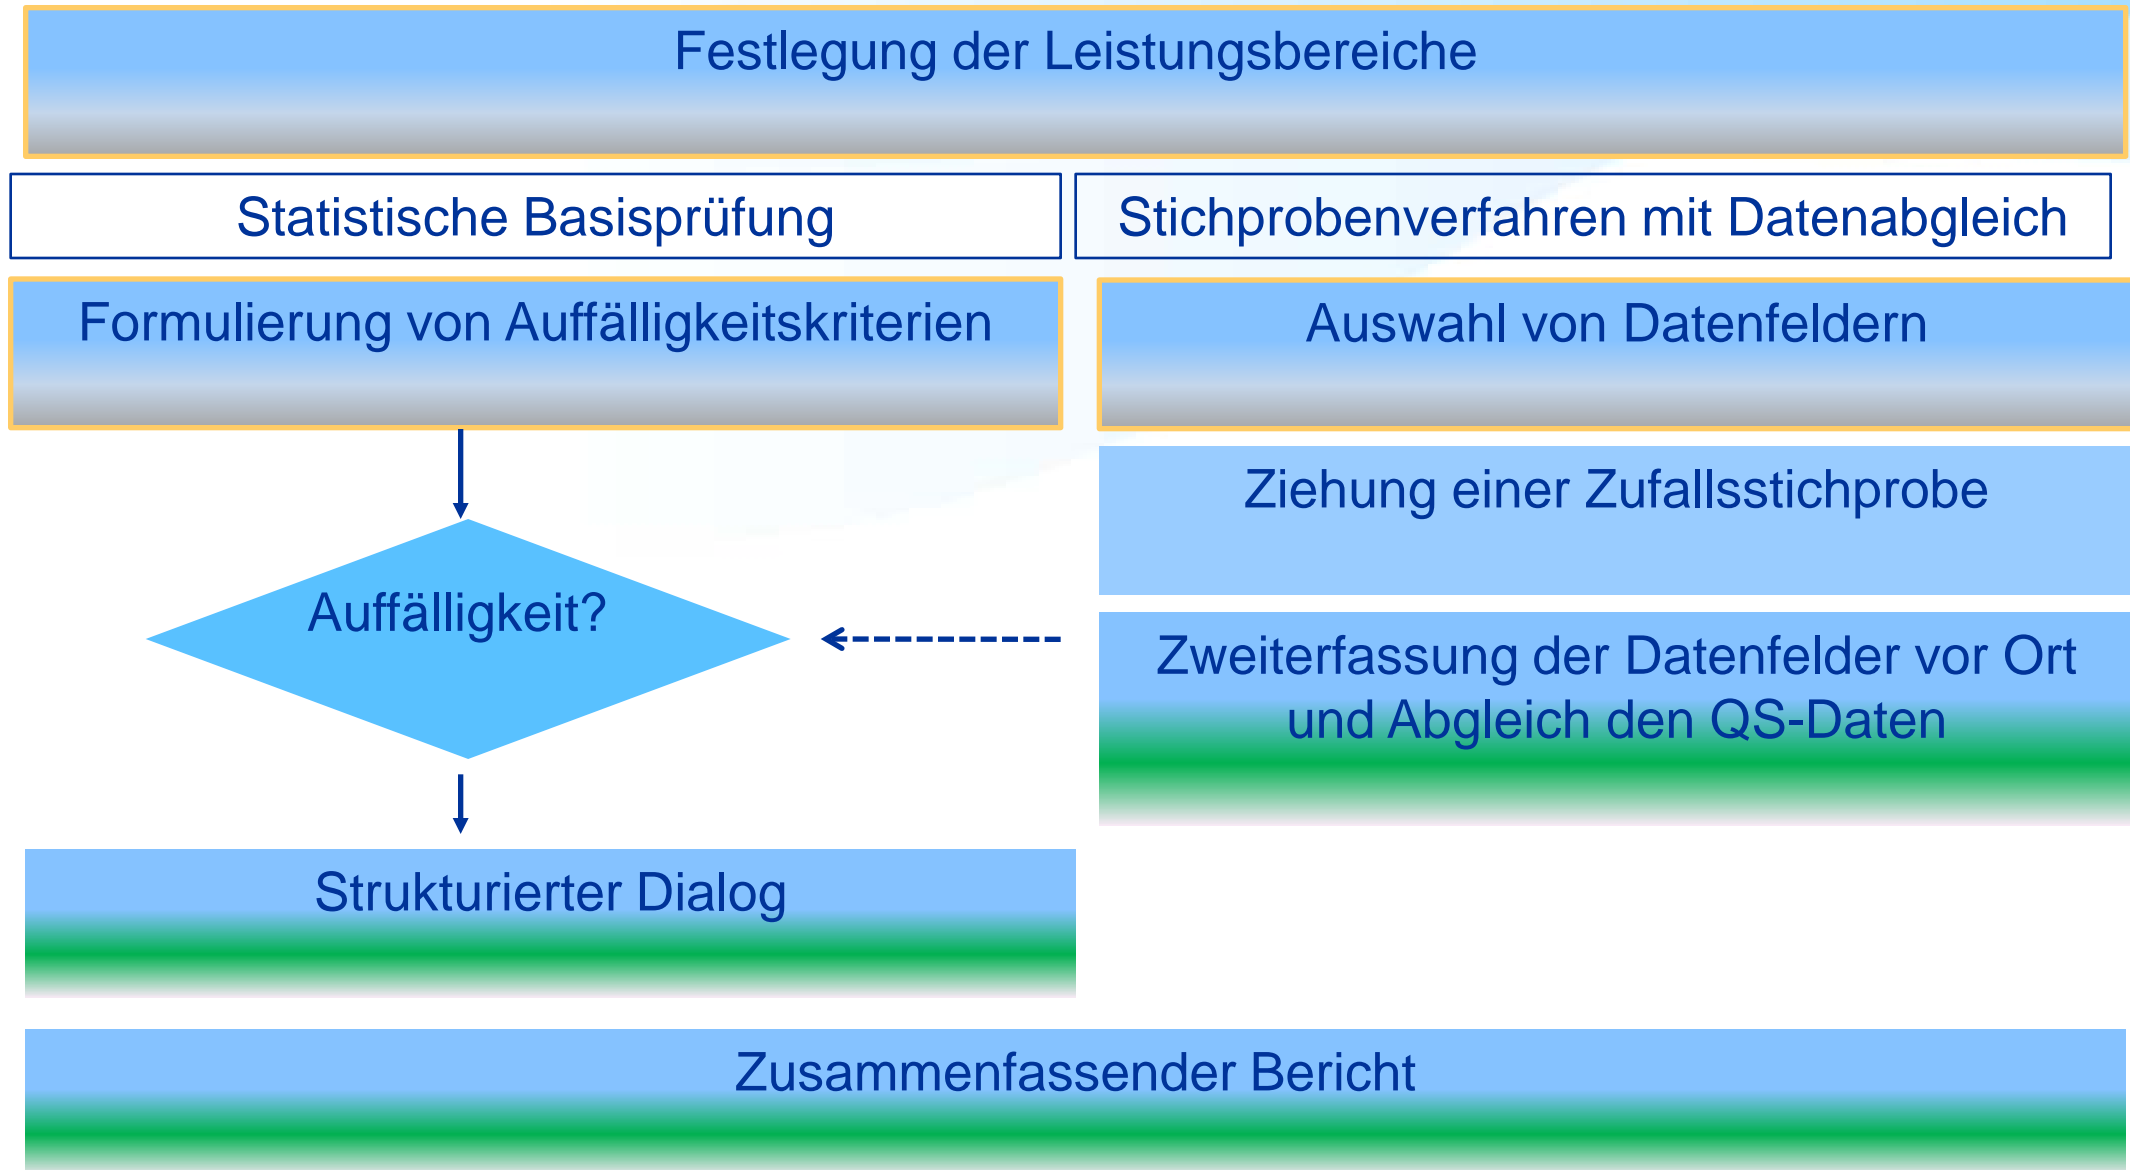 Festlegung der Leistungsbereiche
Statistische Basisprüfung
Stichprobenverfahren mit Datenabgleich
Formulierung von Auffälligkeitskriterien
Auswahl von Datenfeldern
Ziehung einer Zufallsstichprobe
Auffälligkeit?
Zweiterfassung der Datenfelder vor Ort
und Abgleich den QS-Daten
Strukturierter Dialog
Zusammenfassender Bericht